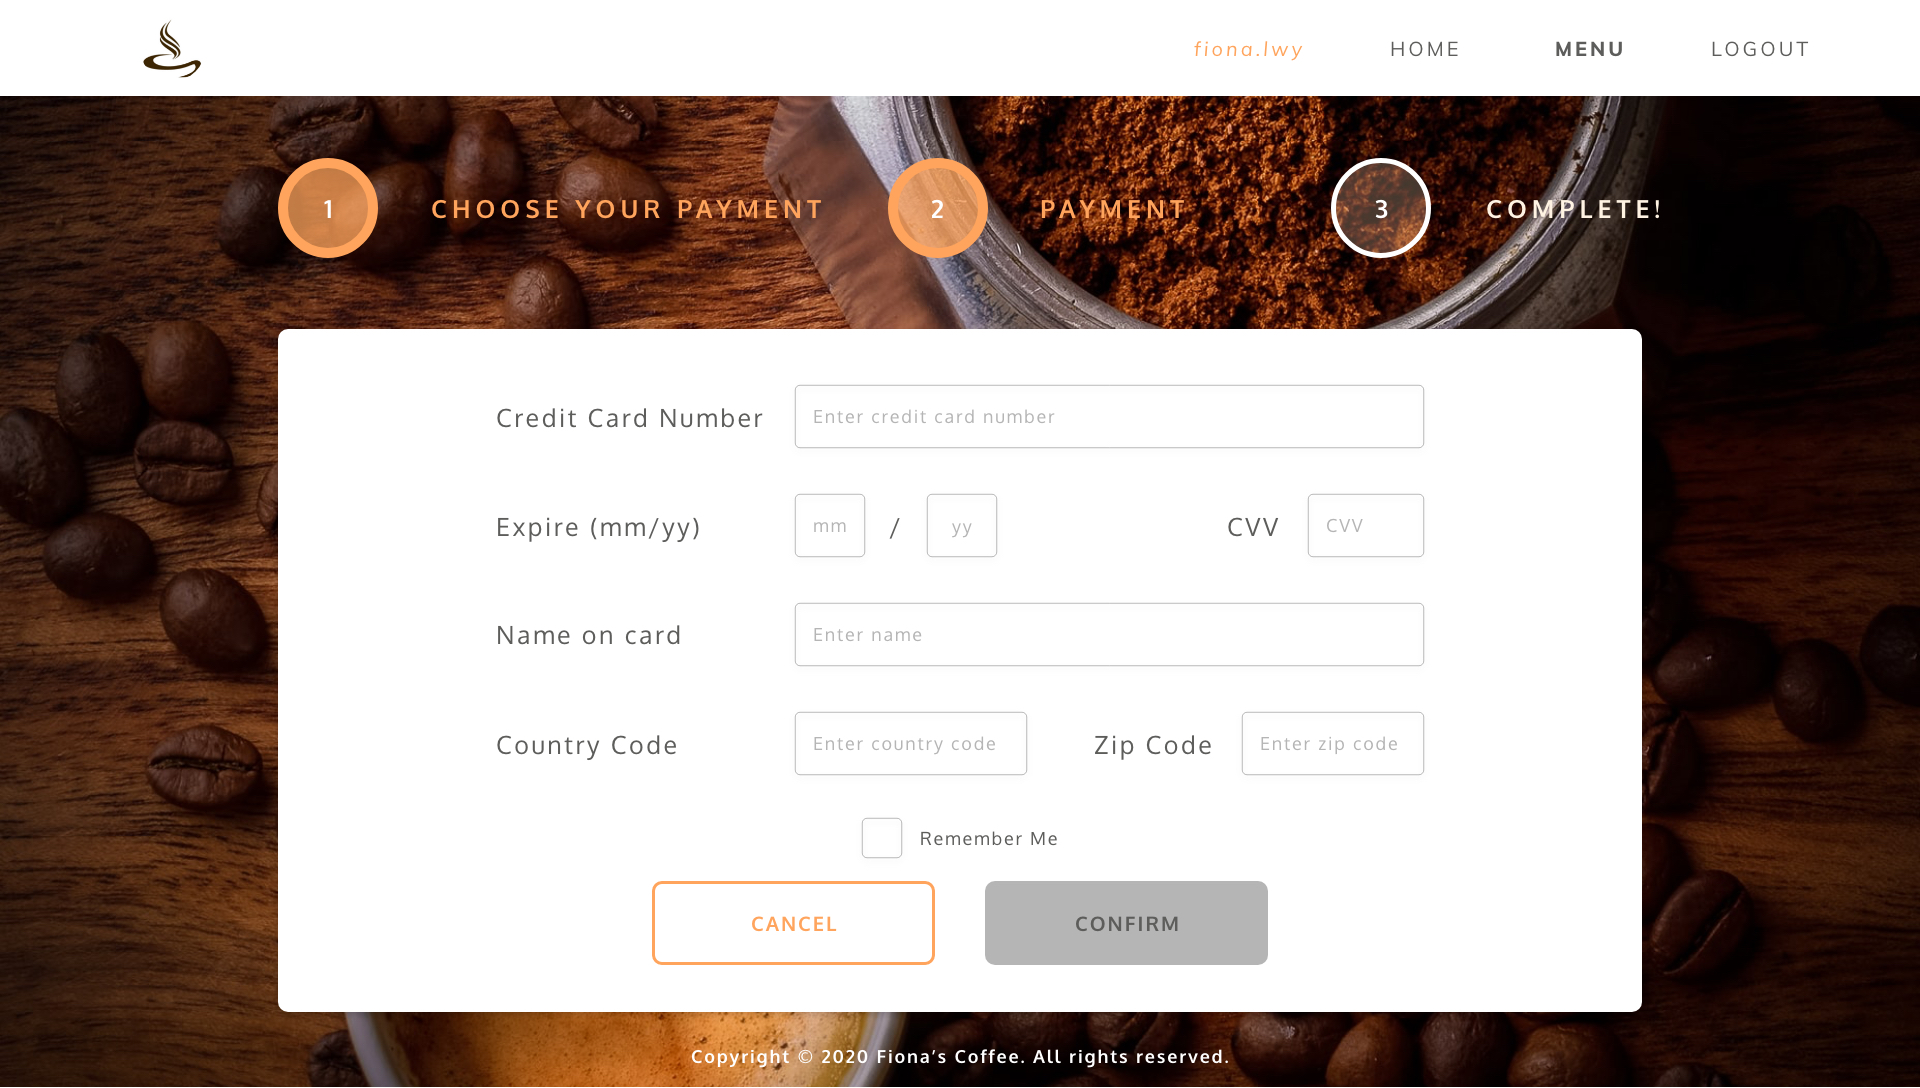 fiona.lwy HOME MENU LOGOUT
1 CHOOSE YOUR PAYMENT 2 PAYMENT 3 COMPLETE!
Credit Card Number Enter credit card number
Expire (mm/yy) mm / yy CVV CVV
Name on card Enter name
Country Code Enter country code Zip Code Enter zip code
Remember Me
CANCEL CONFIRM
Copyright © 2020 Fiona's Coffee. All rights reserved.